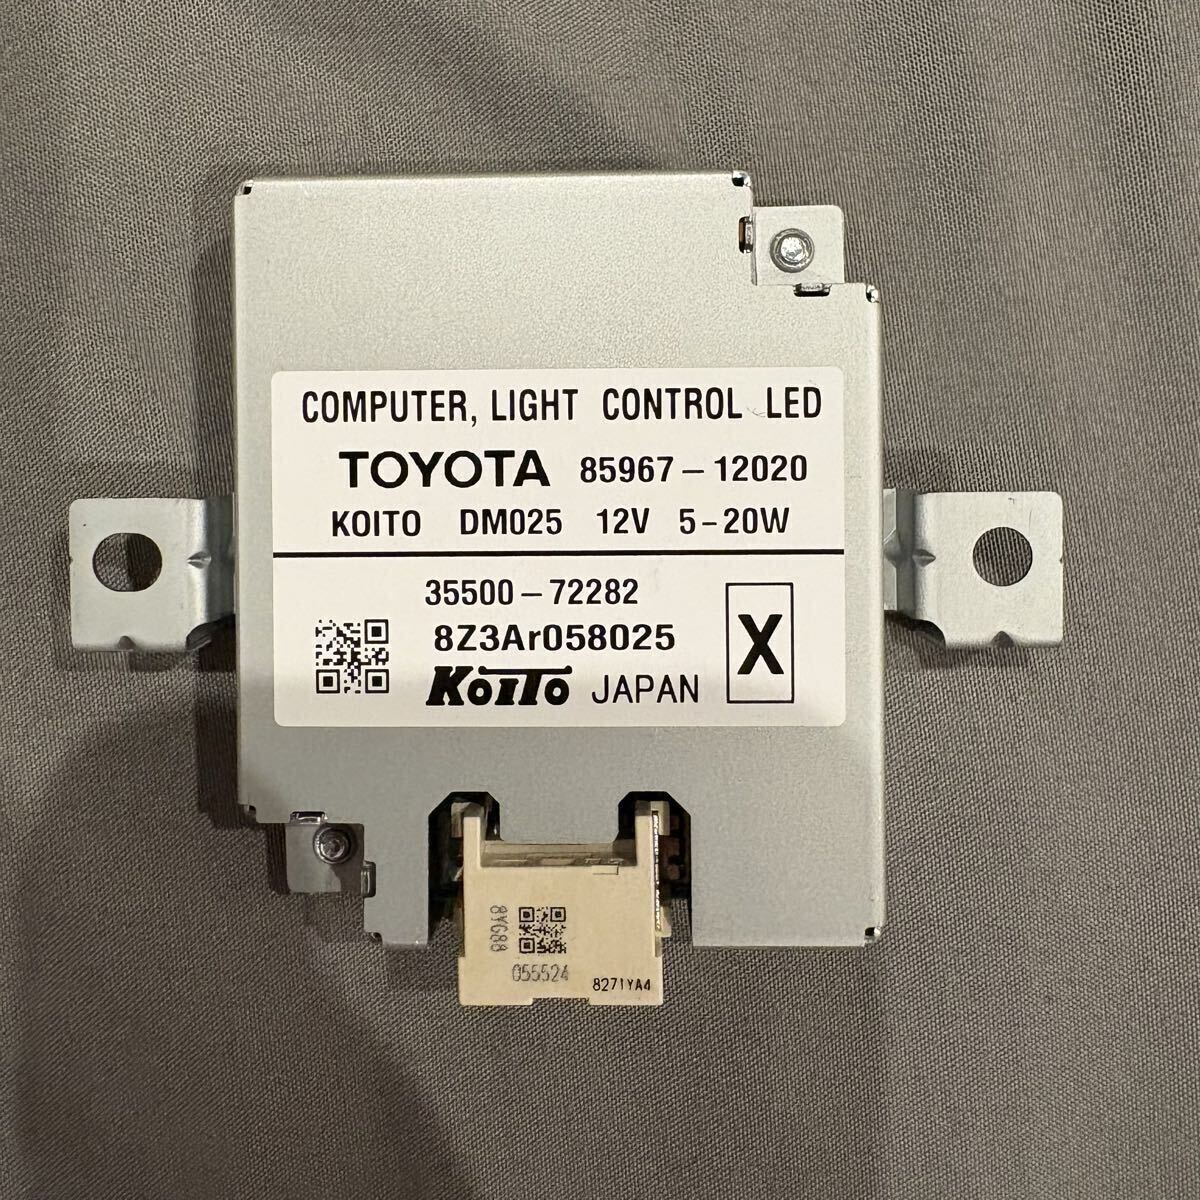 COMPUTER, LIGHT CONTROL LED
TOYOTA 85967-12020
KOITO DM025 12V 5-20W
35500-72282
8Z3Ar058025
X
KOITO JAPAN
8YG88
055524
8271YA4